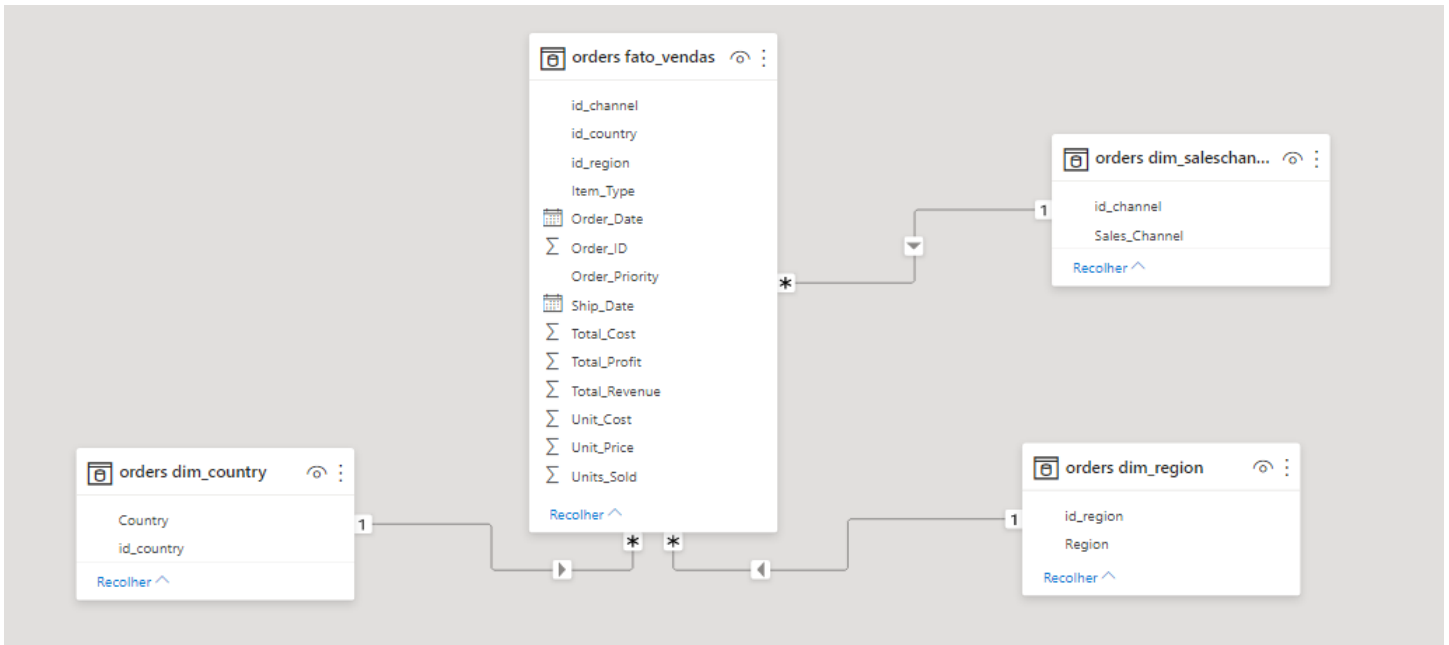 orders fato_vendas
id_channel
id_country
id_region
Item_Type
Order_Date
Σ Order_ID
Order_Priority
Ship_Date
Σ Total_Cost
Σ Total_Profit
Σ Total_Revenue
Σ Unit_Cost
Σ Unit_Price
Σ Units_Sold
Recolher
*
*
*
orders dim_saleschan...
id_channel
Sales_Channel
Recolher
1
orders dim_country
Country
id_country
Recolher
1
orders dim_region
id_region
Region
Recolher
1